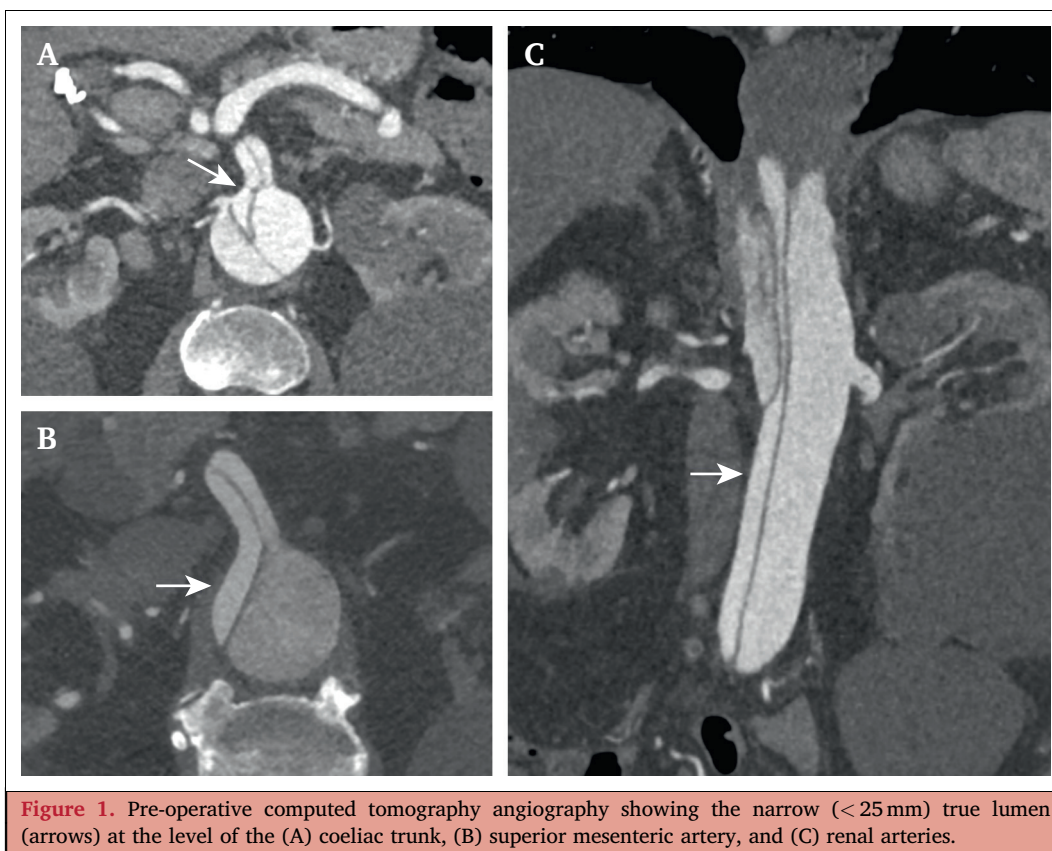 A
C
B
Figure 1. Pre-operative computed tomography angiography showing the narrow (< 25 mm) true lumen
(arrows) at the level of the (A) coeliac trunk, (B) superior mesenteric artery, and (C) renal arteries.